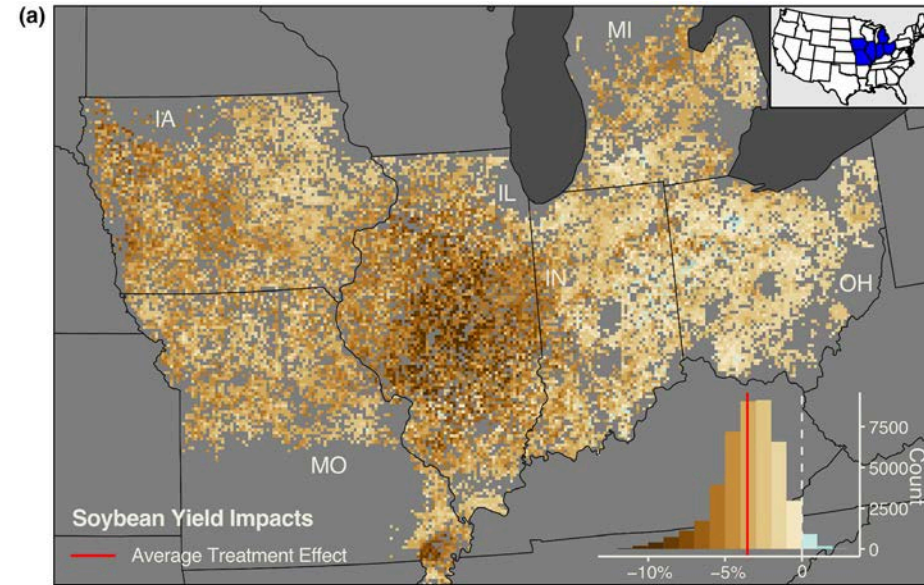 (a)
MI
IA
IL
IN
OH
MO
Soybean Yield Impacts
Average Treatment Effect
7500
5000
2500
0
Count
−10%
−5%
0